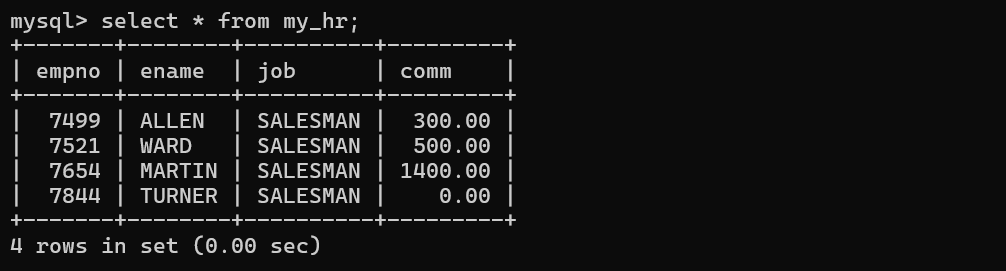 mysql> select * from my_hr;
+-------+--------+----------+---------+
| empno | ename  | job      | comm    |
+-------+--------+----------+---------+
|  7499 | ALLEN  | SALESMAN |  300.00 |
|  7521 | WARD   | SALESMAN |  500.00 |
|  7654 | MARTIN | SALESMAN | 1400.00 |
|  7844 | TURNER | SALESMAN |    0.00 |
+-------+--------+----------+---------+
4 rows in set (0.00 sec)